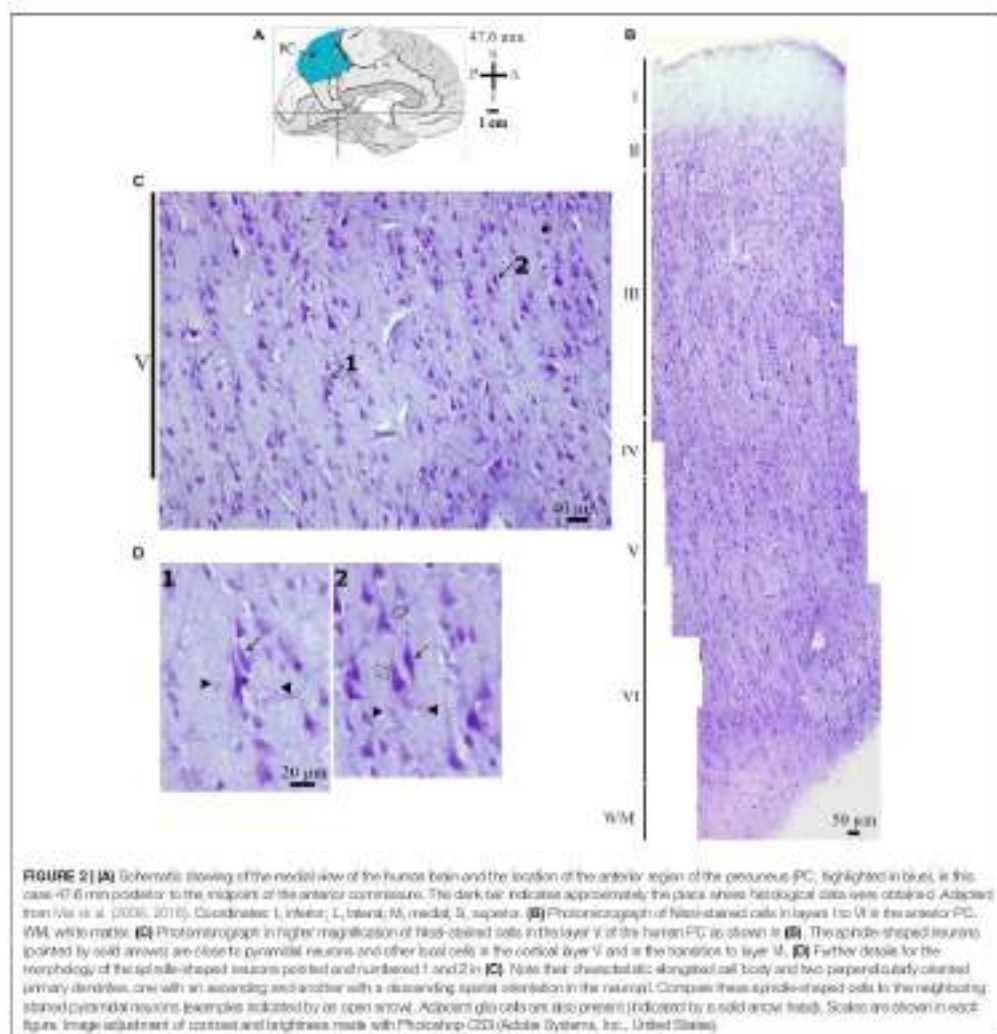 A
PC
47.6 mm
S
P
A
I
1 cm
B
I
II
III
IV
V
VI
WM
50 µm
C
V
1
2
40 µm
D
1
2
20 µm
FIGURE 2 | (A) Schematic drawing of the medial view of the human brain and the location of the anterior region of the precuneus (PC, highlighted in blue), in this
case 47.6 mm posterior to the midpoint of the anterior commissure. The dark bar indicates approximately the place where histological data were obtained. Adapted
from Mai et al. (2008, 2016). Coordinates: I, inferior; L, lateral; M, medial; S, superior. (B) Photomicrograph of Nissl-stained cells in layers I to VI in the anterior PC.
WM, white matter. (C) Photomicrograph in higher magnification of Nissl-stained cells in the layer V of the human PC as shown in (B). The spindle-shaped neurons
(pointed by solid arrows) are close to pyramidal neurons and other local cells in the cortical layer V and in the transition to layer VI. (D) Further details for the
morphology of the spindle-shaped neurons pointed and numbered 1 and 2 in (C). Note their characteristic elongated cell body and two perpendicularly oriented
primary dendrites, one with an ascending and another with a descending spatial orientation in the neuropil. Compare these spindle-shaped cells to the neighboring
stained pyramidal neurons (examples indicated by an open arrow). Adjacent glia cells are also present (indicated by a solid arrow head). Scales are shown in each
figure. Image adjustment of contrast and brightness made with Photoshop CS3 (Adobe Systems, Inc., United States).